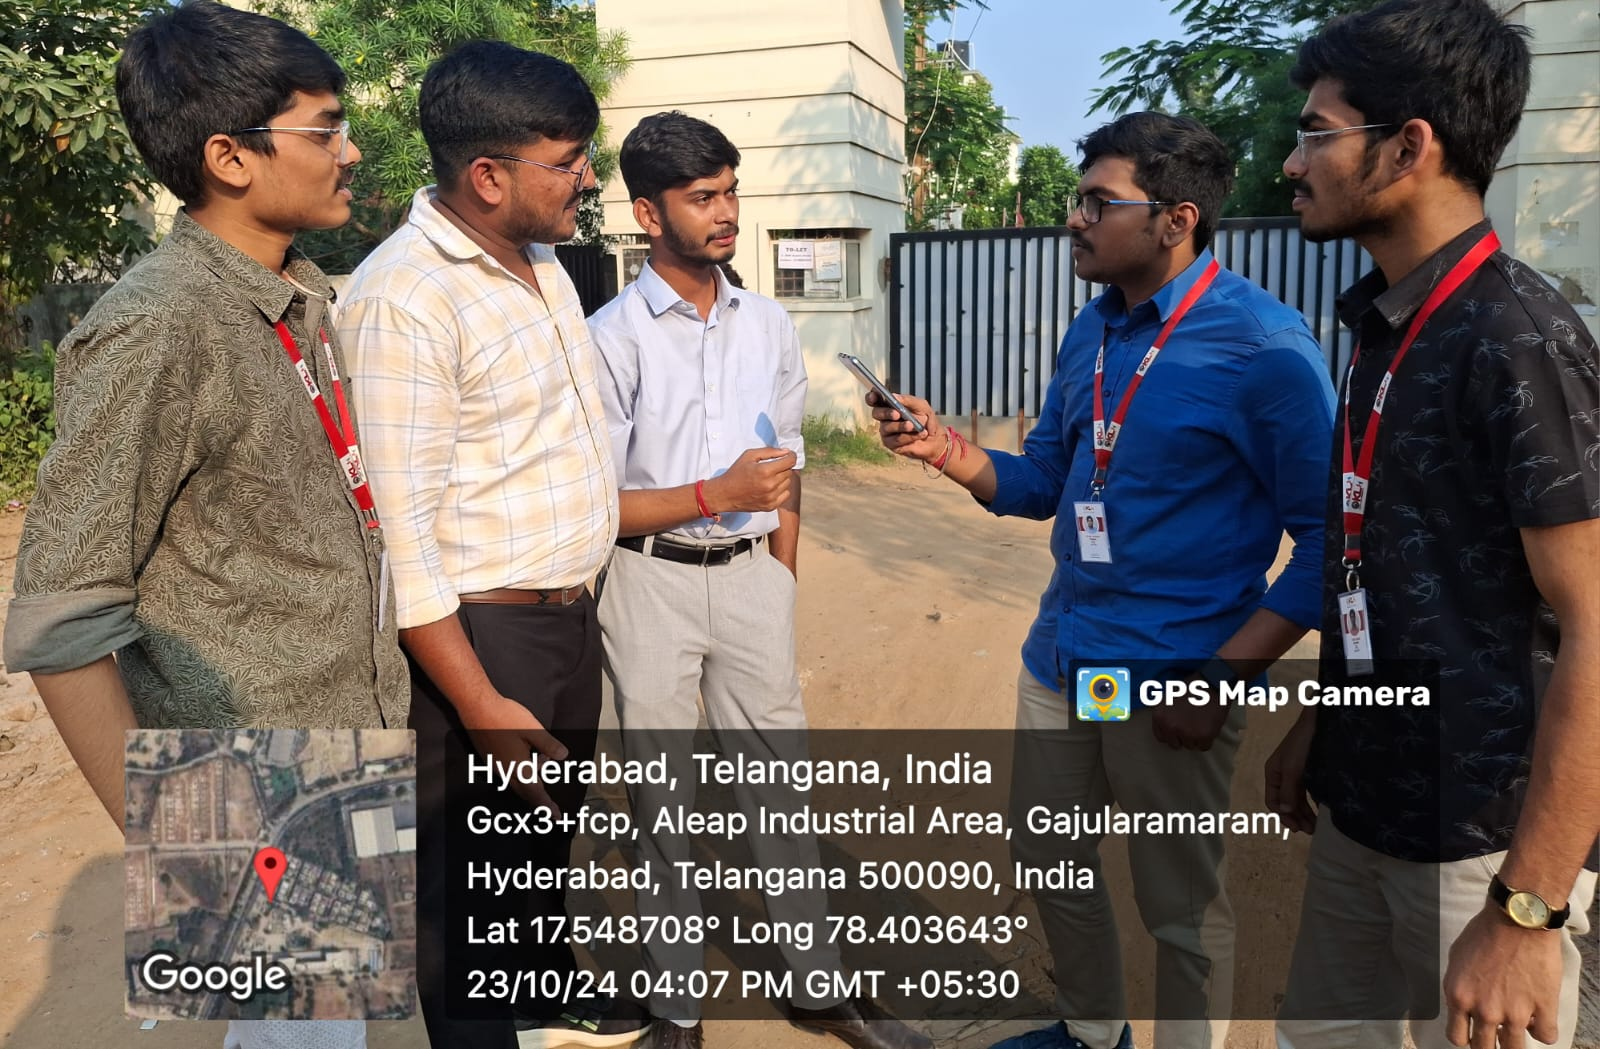 TO-LET
GPS Map Camera
Hyderabad, Telangana, India
Gcx3+fcp, Aleap Industrial Area, Gajularamaram,
Hyderabad, Telangana 500090, India
Lat 17.548708° Long 78.403643°
23/10/24 04:07 PM GMT +05:30
Google